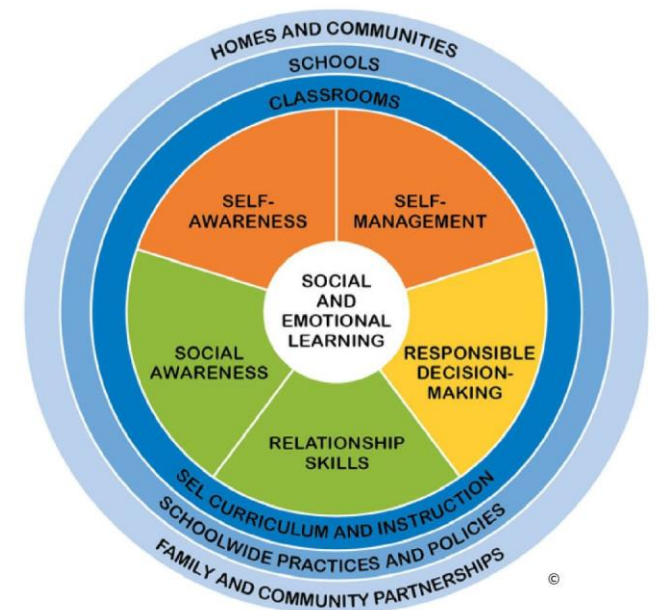 HOMES AND COMMUNITIES
SCHOOLS
CLASSROOMS
SELF-
AWARENESS
SELF-
MANAGEMENT
SOCIAL
AND
EMOTIONAL
LEARNING
SOCIAL
AWARENESS
RESPONSIBLE
DECISION-
MAKING
RELATIONSHIP
SKILLS
SEL CURRICULUM AND INSTRUCTION
SCHOOLWIDE PRACTICES AND POLICIES
FAMILY AND COMMUNITY PARTNERSHIPS
©